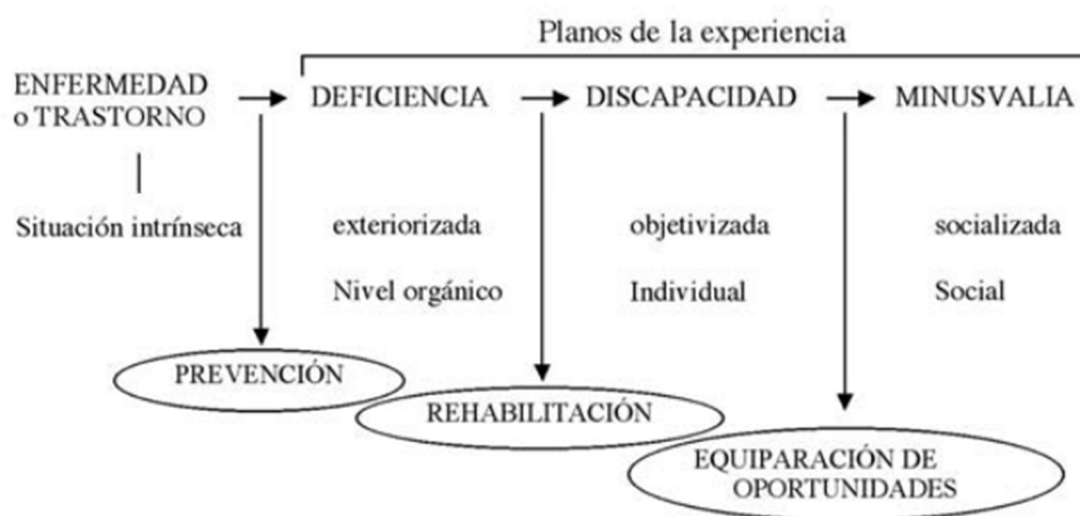 Planos de la experiencia
ENFERMEDAD
o TRASTORNO
DEFICIENCIA
DISCAPACIDAD
MINUSVALIA
Situación intrínseca
exteriorizada
objetivizada
socializada
Nivel orgánico
Individual
Social
PREVENCIÓN
REHABILITACIÓN
EQUIPARACIÓN DE
OPORTUNIDADES